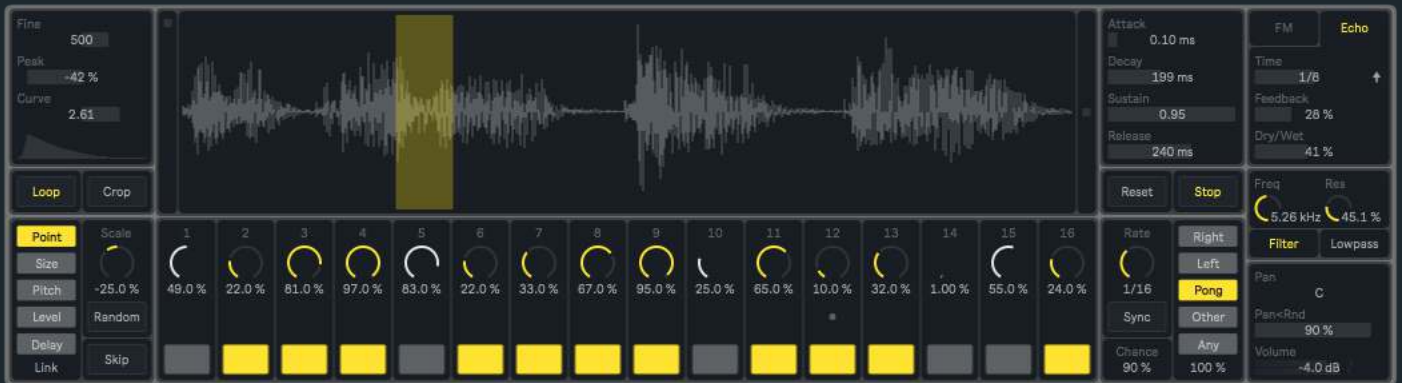 Fine
500
Peak
-42 %
Curve
2.61
Loop Crop
Attack
0.10 ms
Decay
199 ms
Sustain
0.95
Release
240 ms
Reset Stop
FM Echo
Time
1/8
Feedback
28 %
Dry/Wet
41 %
Freq Res
5.26 kHz 45.1 %
Filter Lowpass
Pan
C
Pan<Rnd
90 %
Volume
-4.0 dB
Point
Size
Pitch
Level
Delay
Link
Scale
-25.0 %
Random
Skip
1 2 3 4 5 6 7 8 9 10 11 12 13 14 15 16
49.0 % 22.0 % 81.0 % 97.0 % 83.0 % 22.0 % 33.0 % 67.0 % 95.0 % 25.0 % 65.0 % 10.0 % 32.0 % 1.00 % 55.0 % 24.0 %
Rate
1/16
Sync
Chance
90 %
Right
Left
Pong
Other
Any
100 %